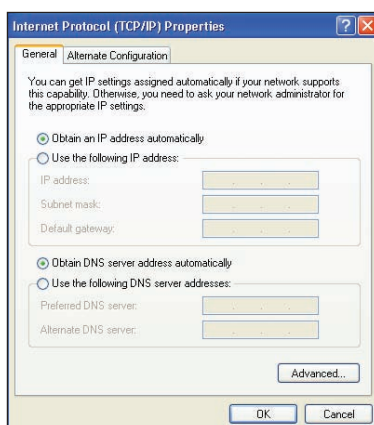 Internet Protocol (TCP/IP) Properties
General Alternate Configuration
You can get IP settings assigned automatically if your network supports
this capability. Otherwise, you need to ask your network administrator for
the appropriate IP settings.
Obtain an IP address automatically
Use the following IP address:
IP address:
Subnet mask:
Default gateway:
Obtain DNS server address automatically
Use the following DNS server addresses:
Preferred DNS server:
Alternate DNS server:
Advanced...
OK Cancel